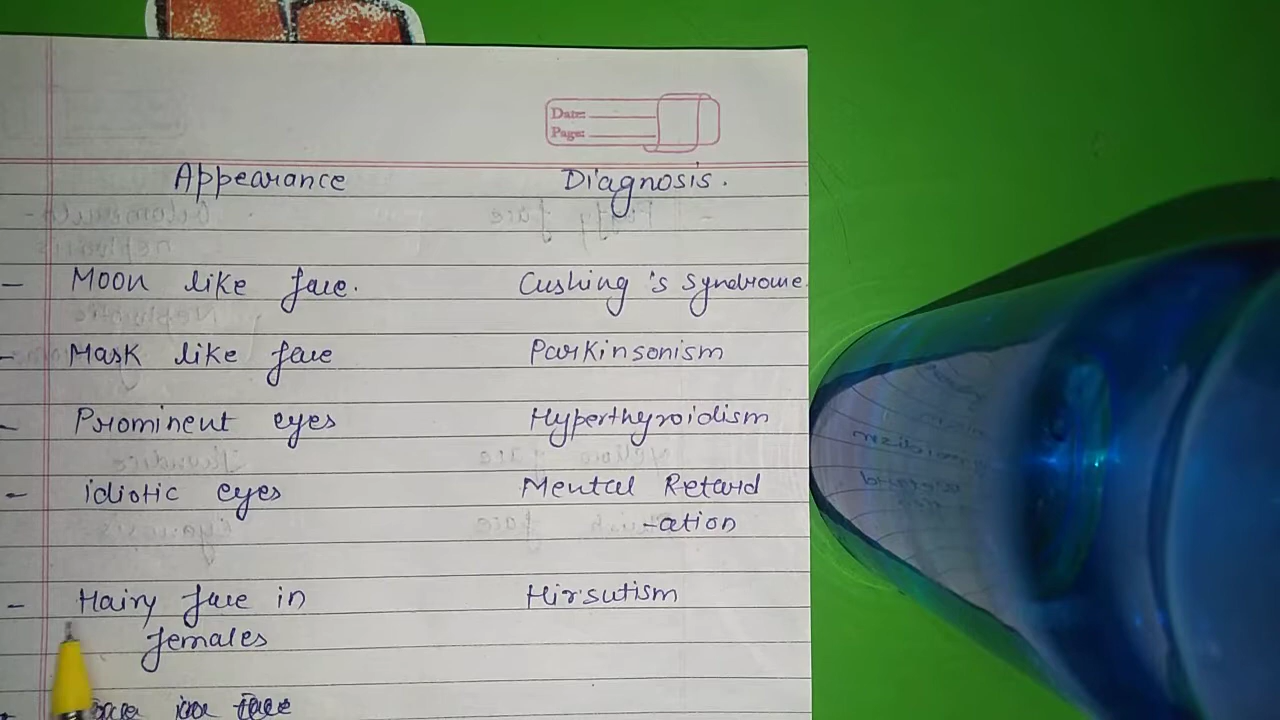 Date:
Page:
Appearance Diagnosis.
- Moon like face. Cushing's Syndrome.
- Mask like face Parkinsonism
- Prominent eyes Hyperthyroidism
- idiotic eyes Mental Retard
-ation
- Hairy face in Hirsutism
females